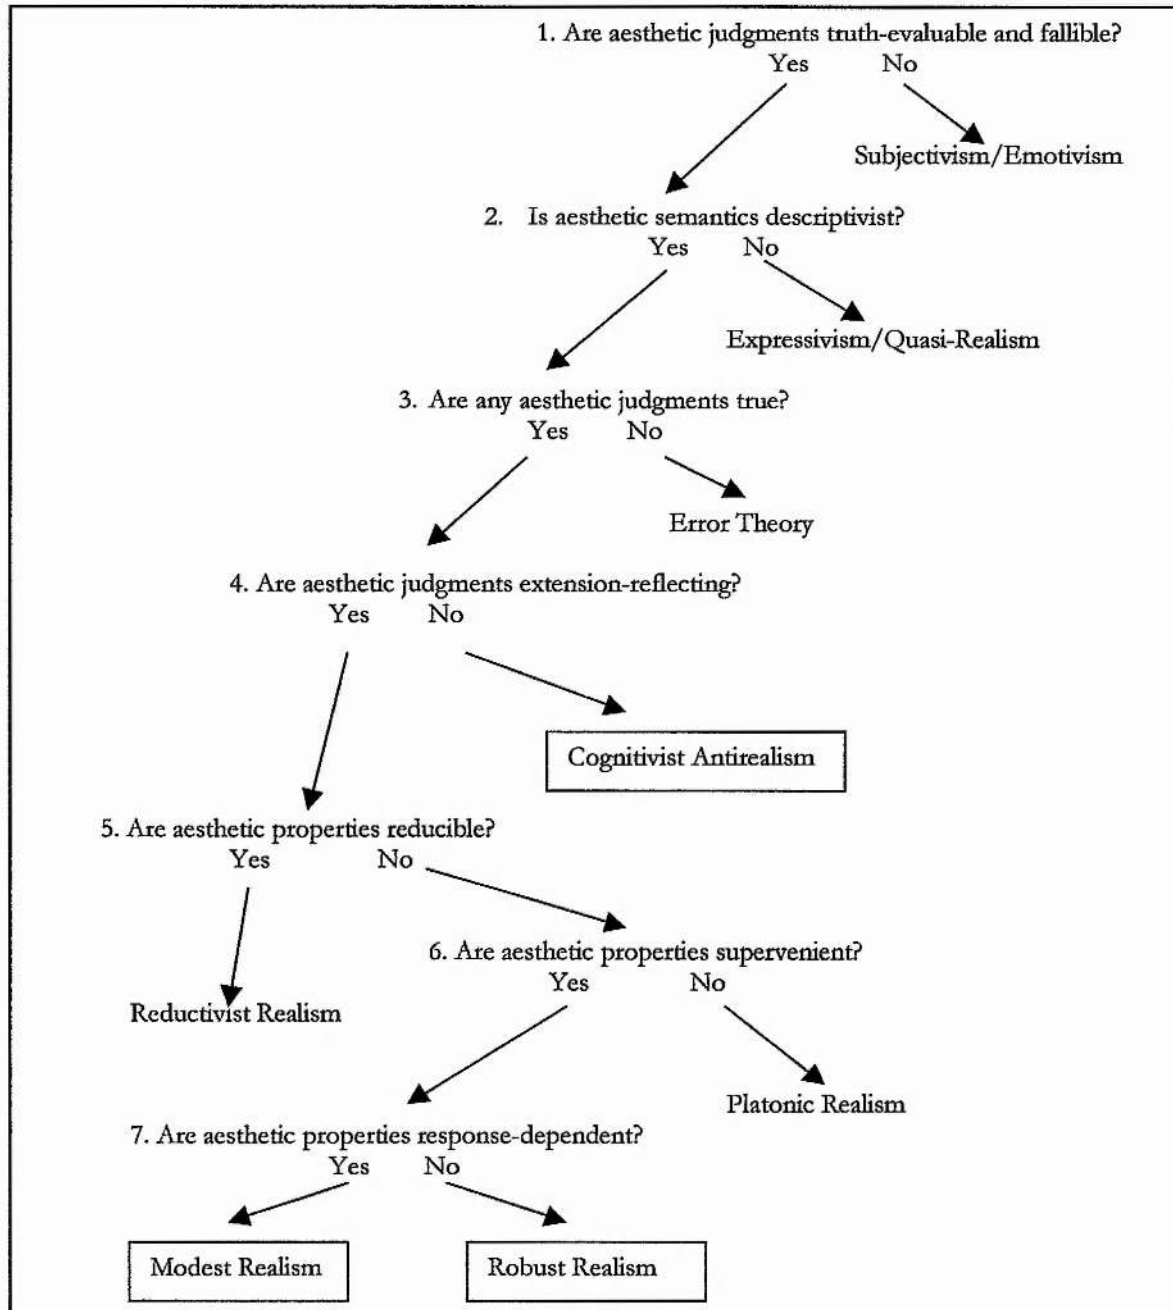 1. Are aesthetic judgments truth-evaluable and fallible?
Yes No
Subjectivism/Emotivism
2. Is aesthetic semantics descriptivist?
Yes No
Expressivism/Quasi-Realism
3. Are any aesthetic judgments true?
Yes No
Error Theory
4. Are aesthetic judgments extension-reflecting?
Yes No
Cognitivist Antirealism
5. Are aesthetic properties reducible?
Yes No
6. Are aesthetic properties supervenient?
Yes No
Reductivist Realism
Platonic Realism
7. Are aesthetic properties response-dependent?
Yes No
Modest Realism Robust Realism